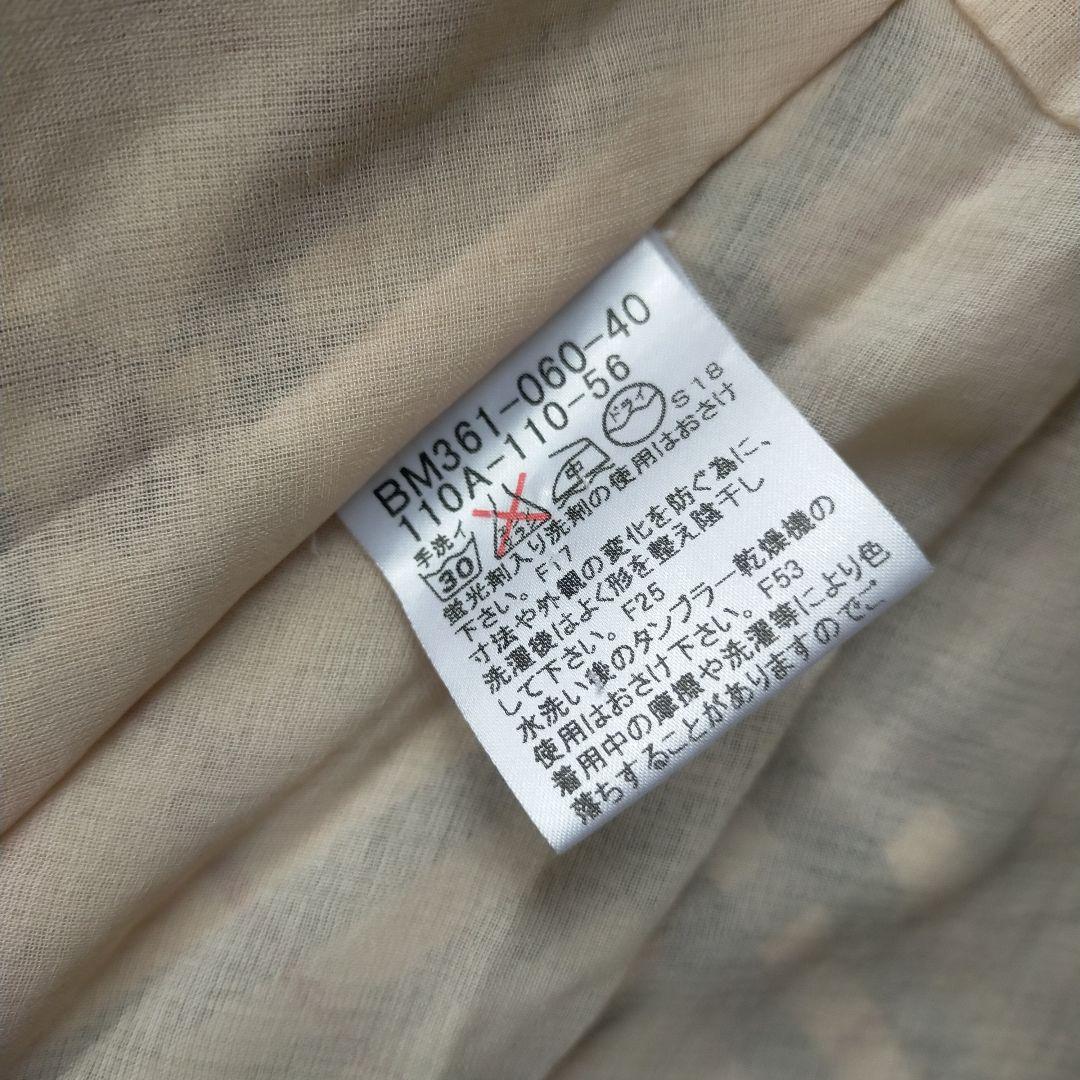 BM361-060-40
110A-110-56
手洗イ
30
エンソ
中
ドライ
S18
蛍光剤入り洗剤の使用はおさけ
下さい。F17
寸法や外観の変化を防ぐ為に、
洗濯後はよく形を整え陰干し
して下さい。F25
水洗い後のタンブラー乾燥機の
使用はおさけ下さい。F53
着用中の摩擦や洗濯等により色
落ちすることがありますのでご